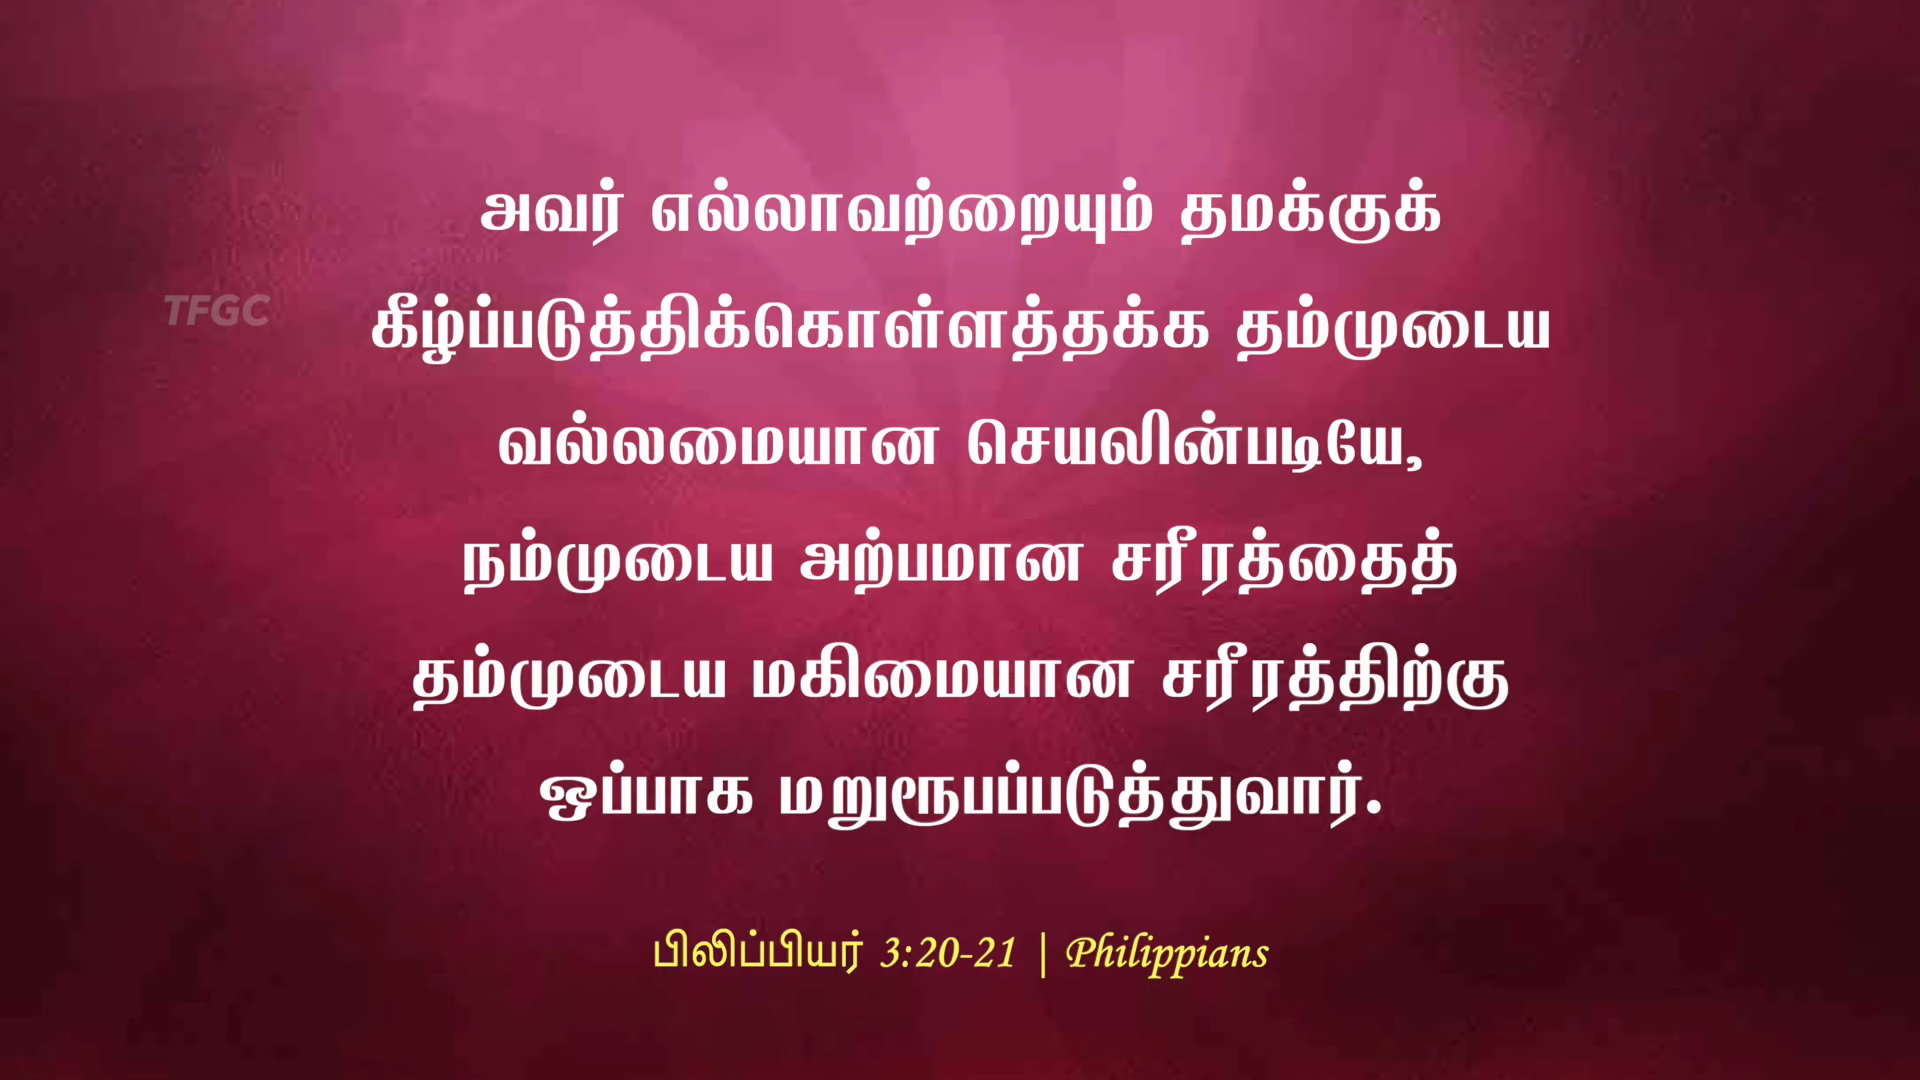 அவர் எல்லாவற்றையும் தமக்குக்
TFGC
கீழ்ப்படுத்திக்கொள்ளத்தக்க தம்முடைய
வல்லமையான செயலின்படியே,
நம்முடைய அற்பமான சரீரத்தைத்
தம்முடைய மகிமையான சரீரத்திற்கு
ஒப்பாக மறுரூபப்படுத்துவார்.
பிலிப்பியர் 3:20-21 | Philippians